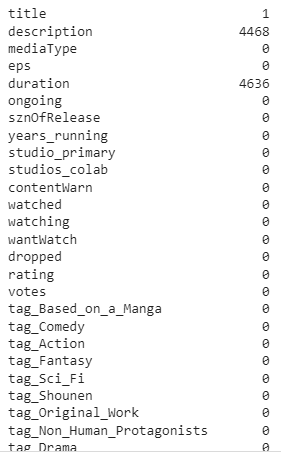 title 1
description 4468
mediaType 0
eps 0
duration 4636
ongoing 0
sznOfRelease 0
years_running 0
studio_primary 0
studios_colab 0
contentWarn 0
watched 0
watching 0
wantWatch 0
dropped 0
rating 0
votes 0
tag_Based_on_a_Manga 0
tag_Comedy 0
tag_Action 0
tag_Fantasy 0
tag_Sci_Fi 0
tag_Shounen 0
tag_Original_Work 0
tag_Non_Human_Protagonists 0
tag_Drama 0